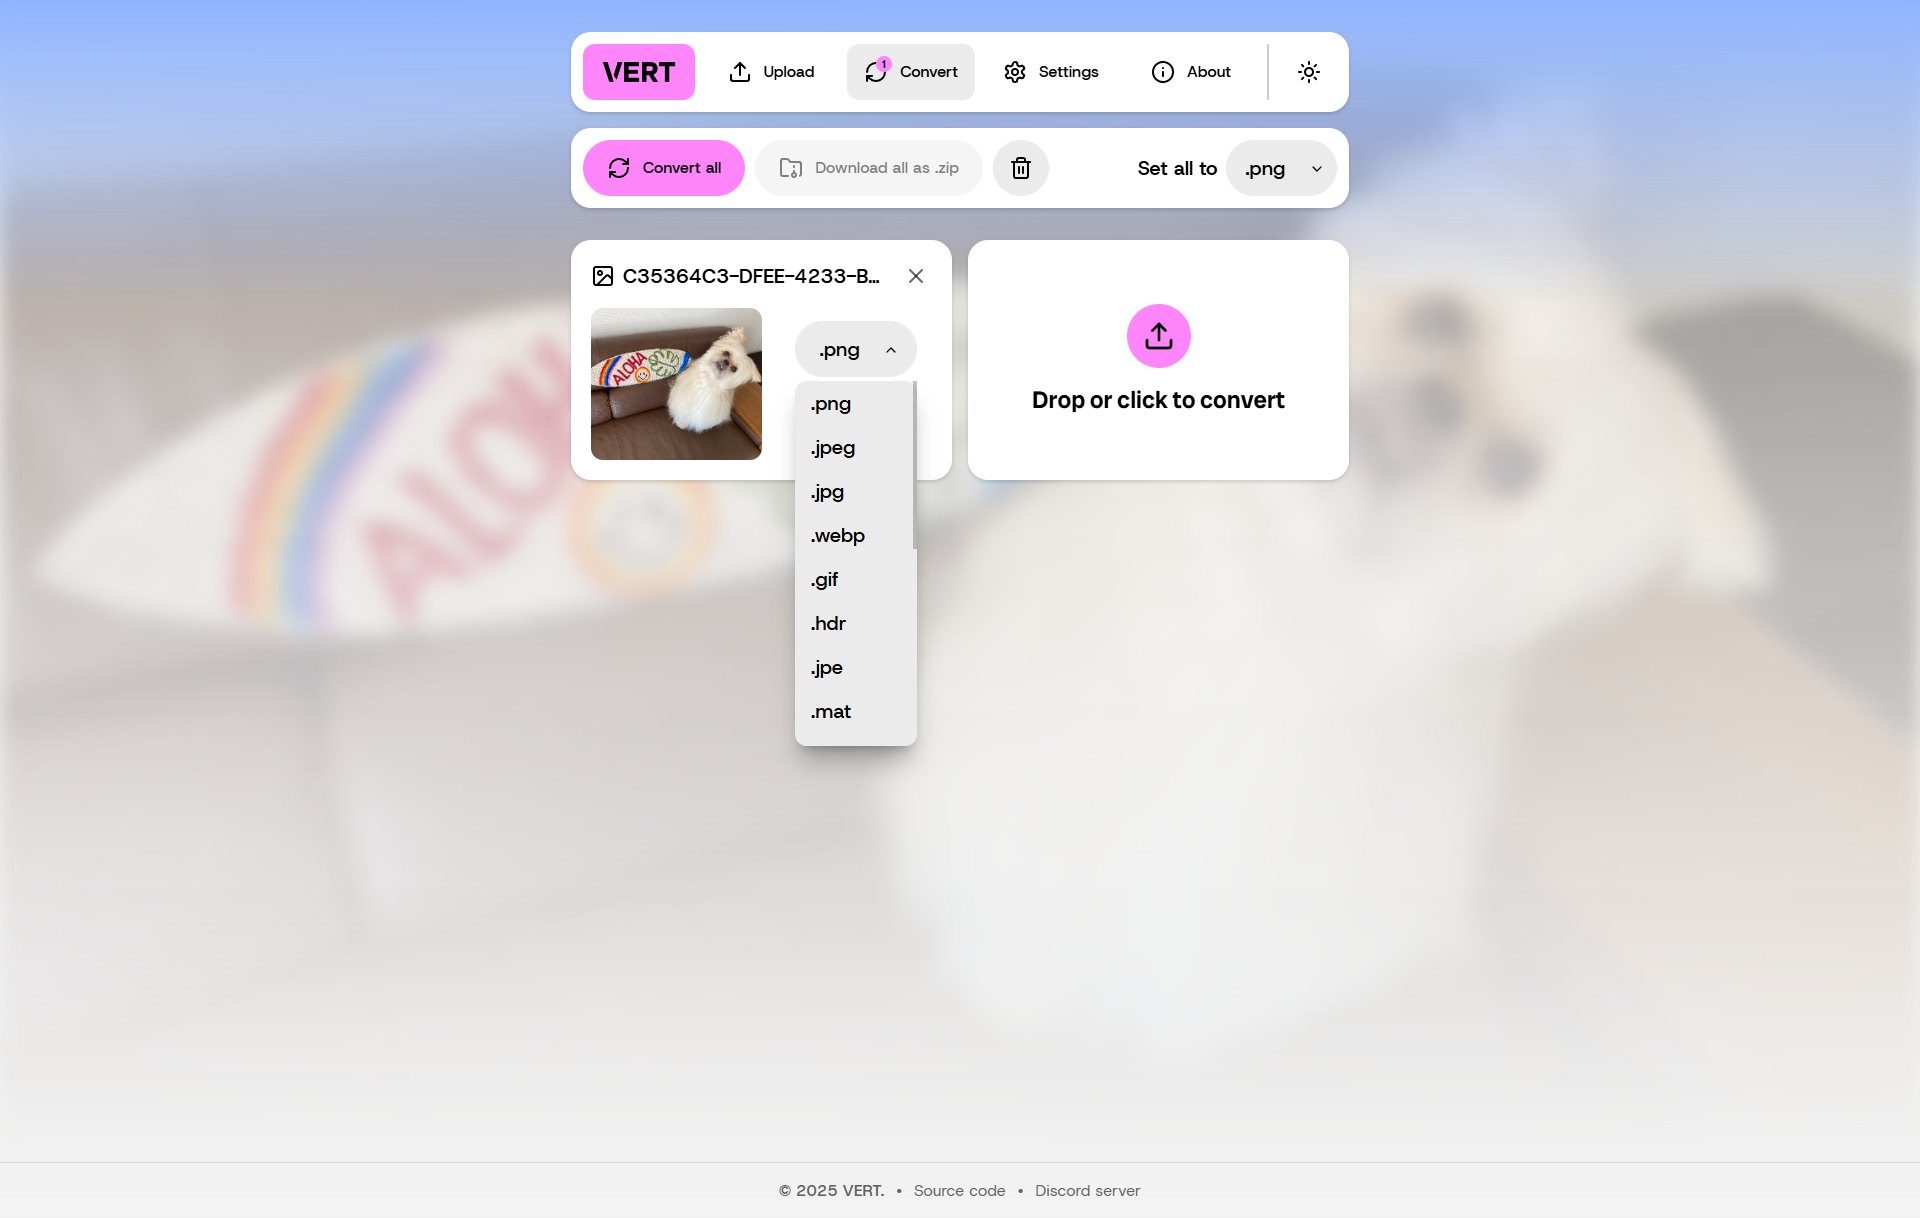 VERT
Upload
1
Convert
Settings
About
Convert all
Download all as .zip
Set all to
.png
C35364C3-DFEE-4233-B...
ALOHA
.png
.png
.jpeg
.jpg
.webp
.gif
.hdr
.jpe
.mat
Drop or click to convert
ALOHA
© 2025 VERT. • Source code • Discord server